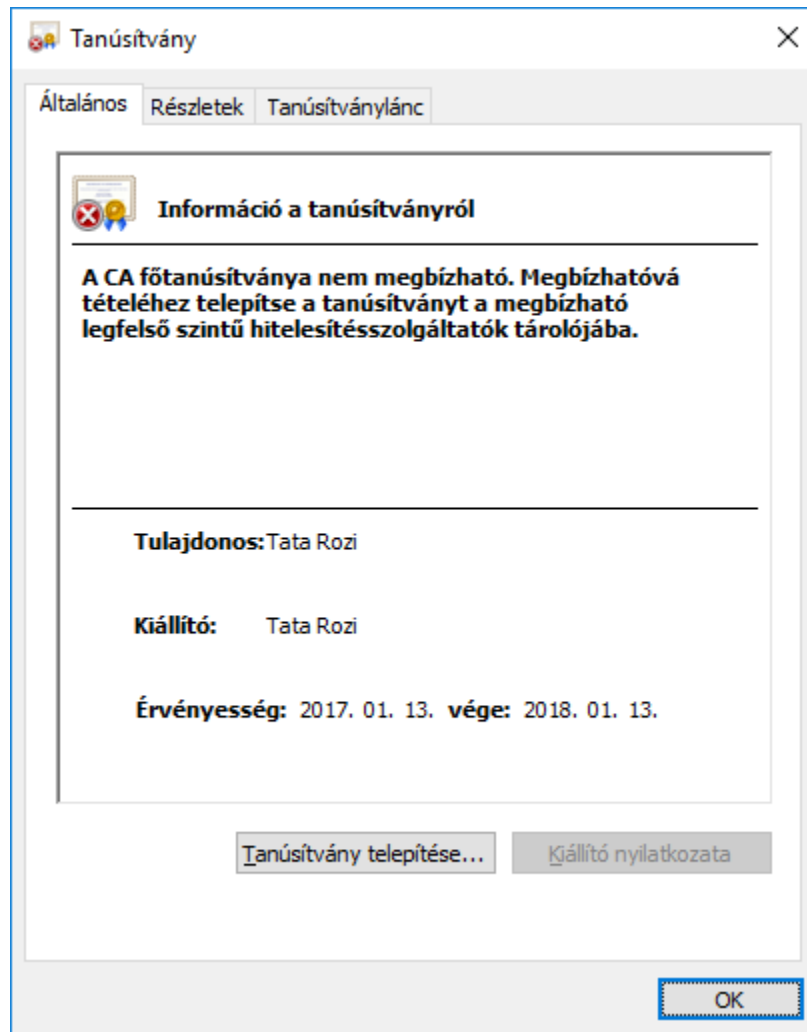 Tanúsítvány
Általános Részletek Tanúsítványlánc
Információ a tanúsítványról
A CA főtanúsítványa nem megbízható. Megbízhatóvá
tételéhez telepítse a tanúsítványt a megbízható
legfelső szintű hitelesítésszolgáltatók tárolójába.
Tulajdonos: Tata Rozi
Kiállító: Tata Rozi
Érvényesség: 2017. 01. 13. vége: 2018. 01. 13.
Tanúsítvány telepítése... Kiállító nyilatkozata
OK